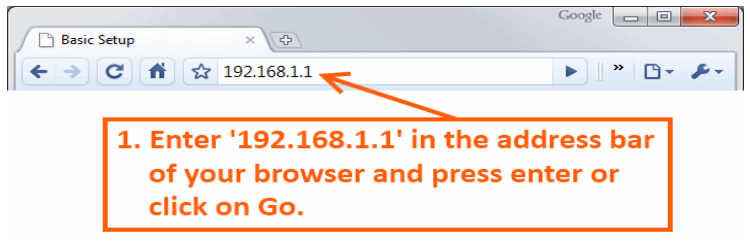 Google
Basic Setup
192.168.1.1
1. Enter '192.168.1.1' in the address bar
of your browser and press enter or
click on Go.